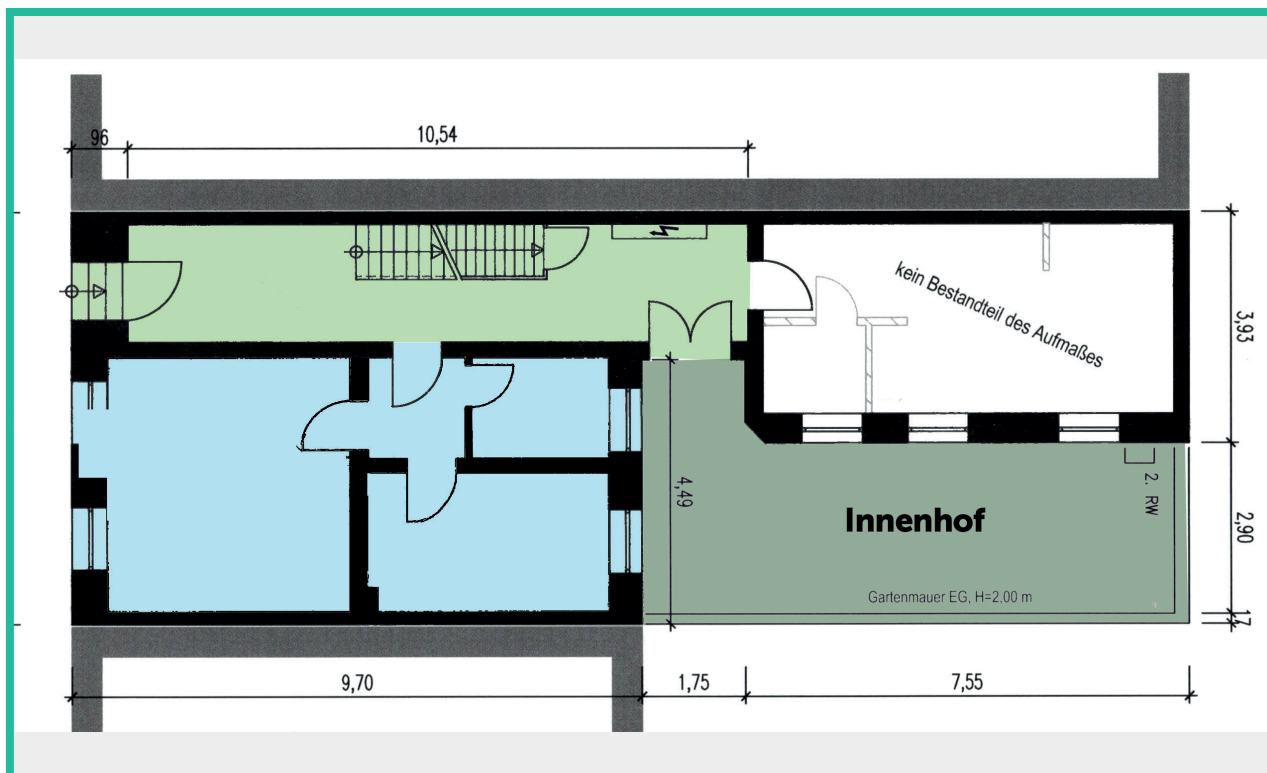 96
10,54
kein Bestandteil des Aufmaßes
3,93
4,49
Innenhof
2. RW
2,90
Gartenmauer EG, H=2,00 m
17
9,70
1,75
7,55